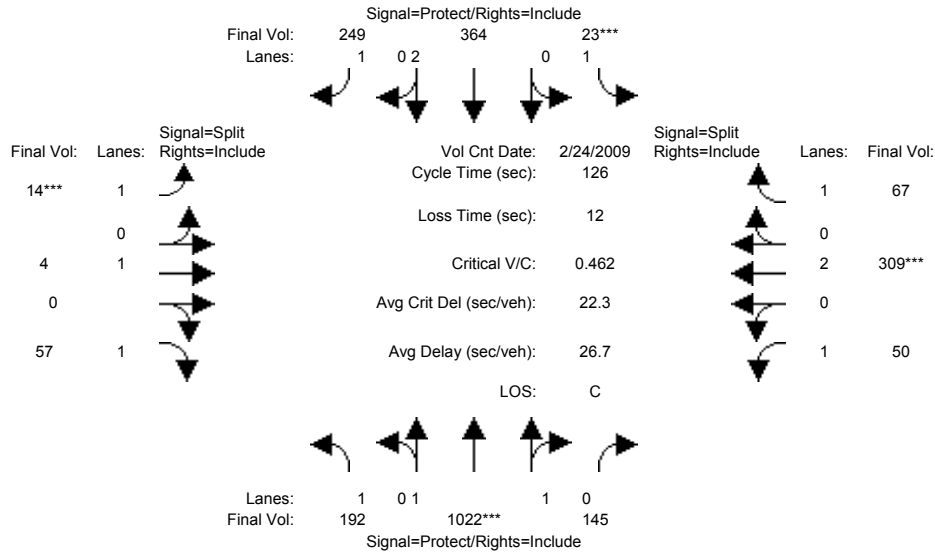 Signal=Protect/Rights=Include
Final Vol: 249 364 23***
Lanes: 1 0 2 0 1
Signal=Split Signal=Split
Final Vol: Lanes: Rights=Include Vol Cnt Date: 2/24/2009 Rights=Include Lanes: Final Vol:
Cycle Time (sec): 126
14*** 1 1 67
Loss Time (sec): 12
0 0
4 1 Critical V/C: 0.462 2 309***
0 Avg Crit Del (sec/veh): 22.3 0
57 1 Avg Delay (sec/veh): 26.7 1 50
LOS: C
Lanes: 1 0 1 1 0
Final Vol: 192 1022*** 145
Signal=Protect/Rights=Include